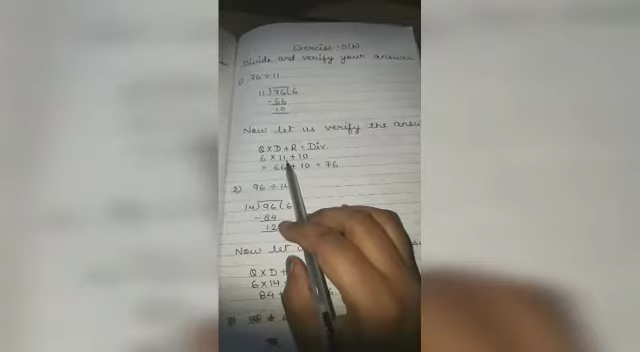 Exercise - 5(b)
Divide and verify your answer
1) 76 ÷ 11
11) 76 ( 6
- 66
10
Now let us verify the answ
Q × D + R = Div
6 × 11 + 10
= 66 + 10 = 76
2) 96 ÷ 14
14) 96 ( 6
- 84
12
Now let
Q × D +
6 × 14
84 +